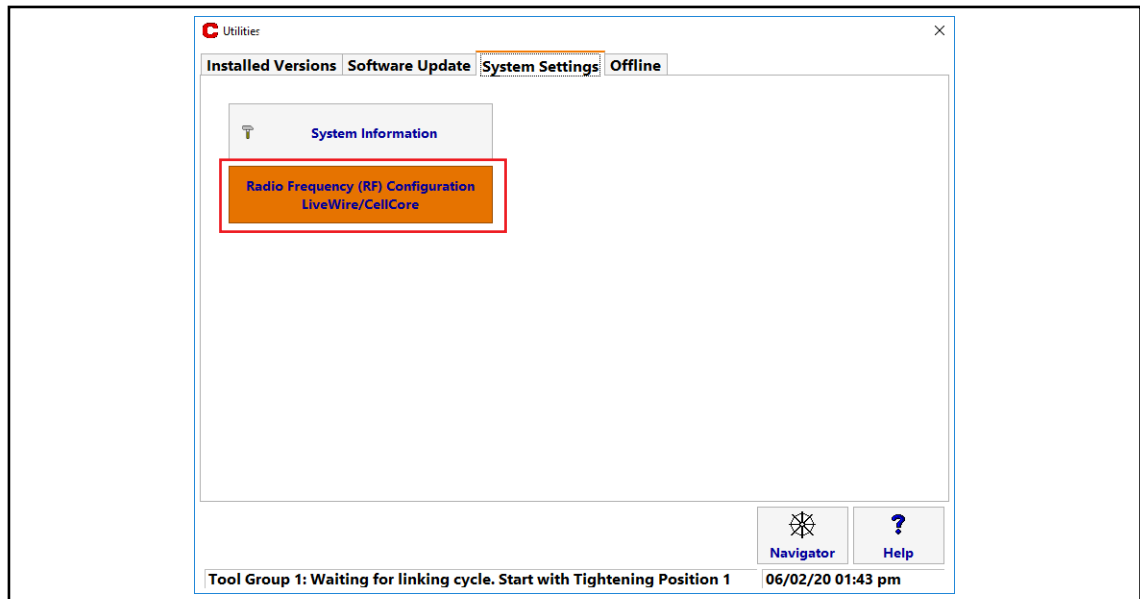 Utilities
Installed Versions Software Update System Settings Offline
System Information
Radio Frequency (RF) Configuration
LiveWire/CellCore
Navigator
Help
Tool Group 1: Waiting for linking cycle. Start with Tightening Position 1 06/02/20 01:43 pm